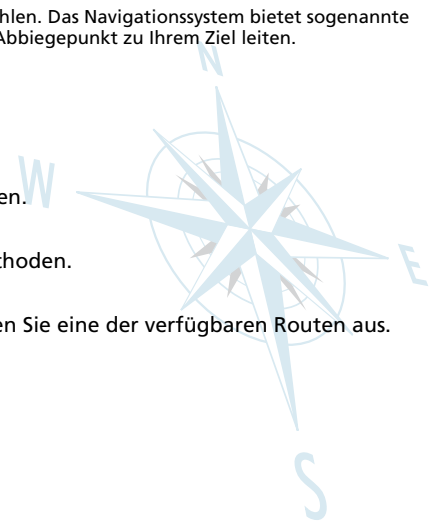 hlen. Das Navigationssystem bietet sogenannte
Abbiegepunkt zu Ihrem Ziel leiten.
N
W
en.
E
thoden.
en Sie eine der verfügbaren Routen aus.
S